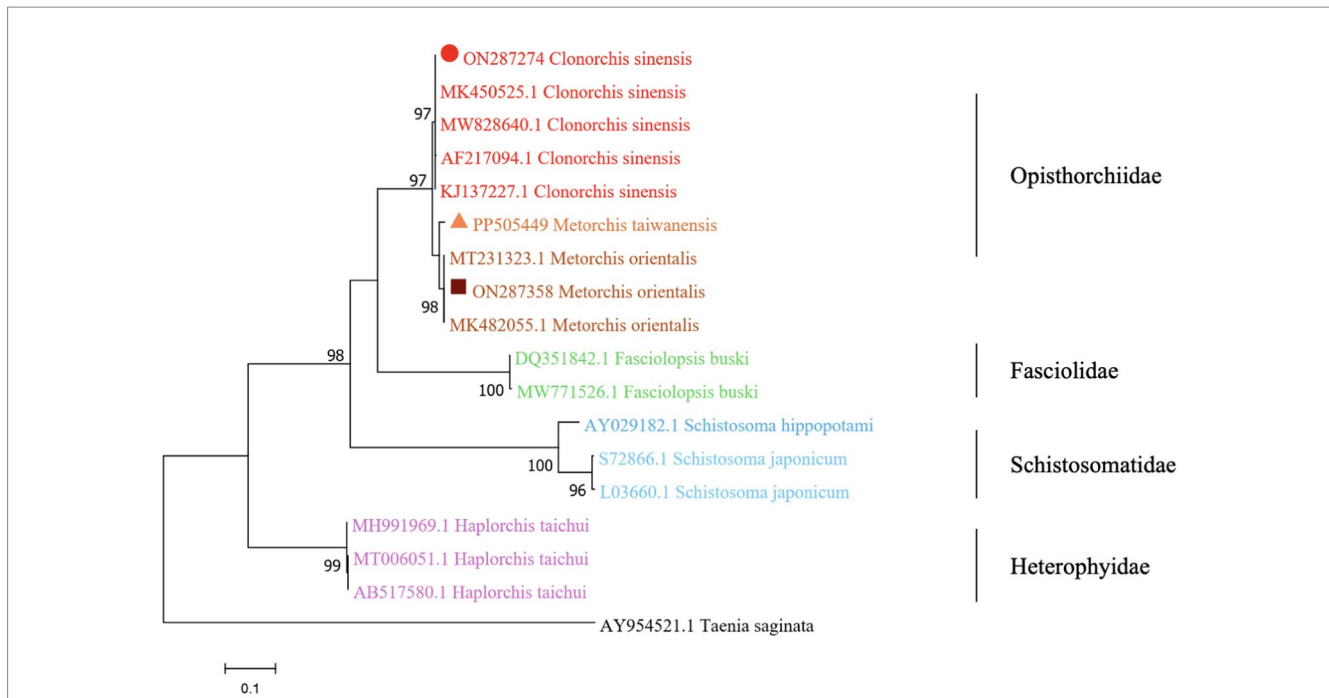 ON287274 Clonorchis sinensis
MK450525.1 Clonorchis sinensis
97
MW828640.1 Clonorchis sinensis
AF217094.1 Clonorchis sinensis
Opisthorchiidae
97
KJ137227.1 Clonorchis sinensis
PP505449 Metorchis taiwanensis
MT231323.1 Metorchis orientalis
ON287358 Metorchis orientalis
98
MK482055.1 Metorchis orientalis
98
DQ351842.1 Fasciolopsis buski
Fasciolidae
100
MW771526.1 Fasciolopsis buski
AY029182.1 Schistosoma hippopotami
S72866.1 Schistosoma japonicum
Schistosomatidae
100
96
L03660.1 Schistosoma japonicum
MH991969.1 Haplorchis taichui
99
MT006051.1 Haplorchis taichui
Heterophyidae
AB517580.1 Haplorchis taichui
AY954521.1 Taenia saginata
0.1